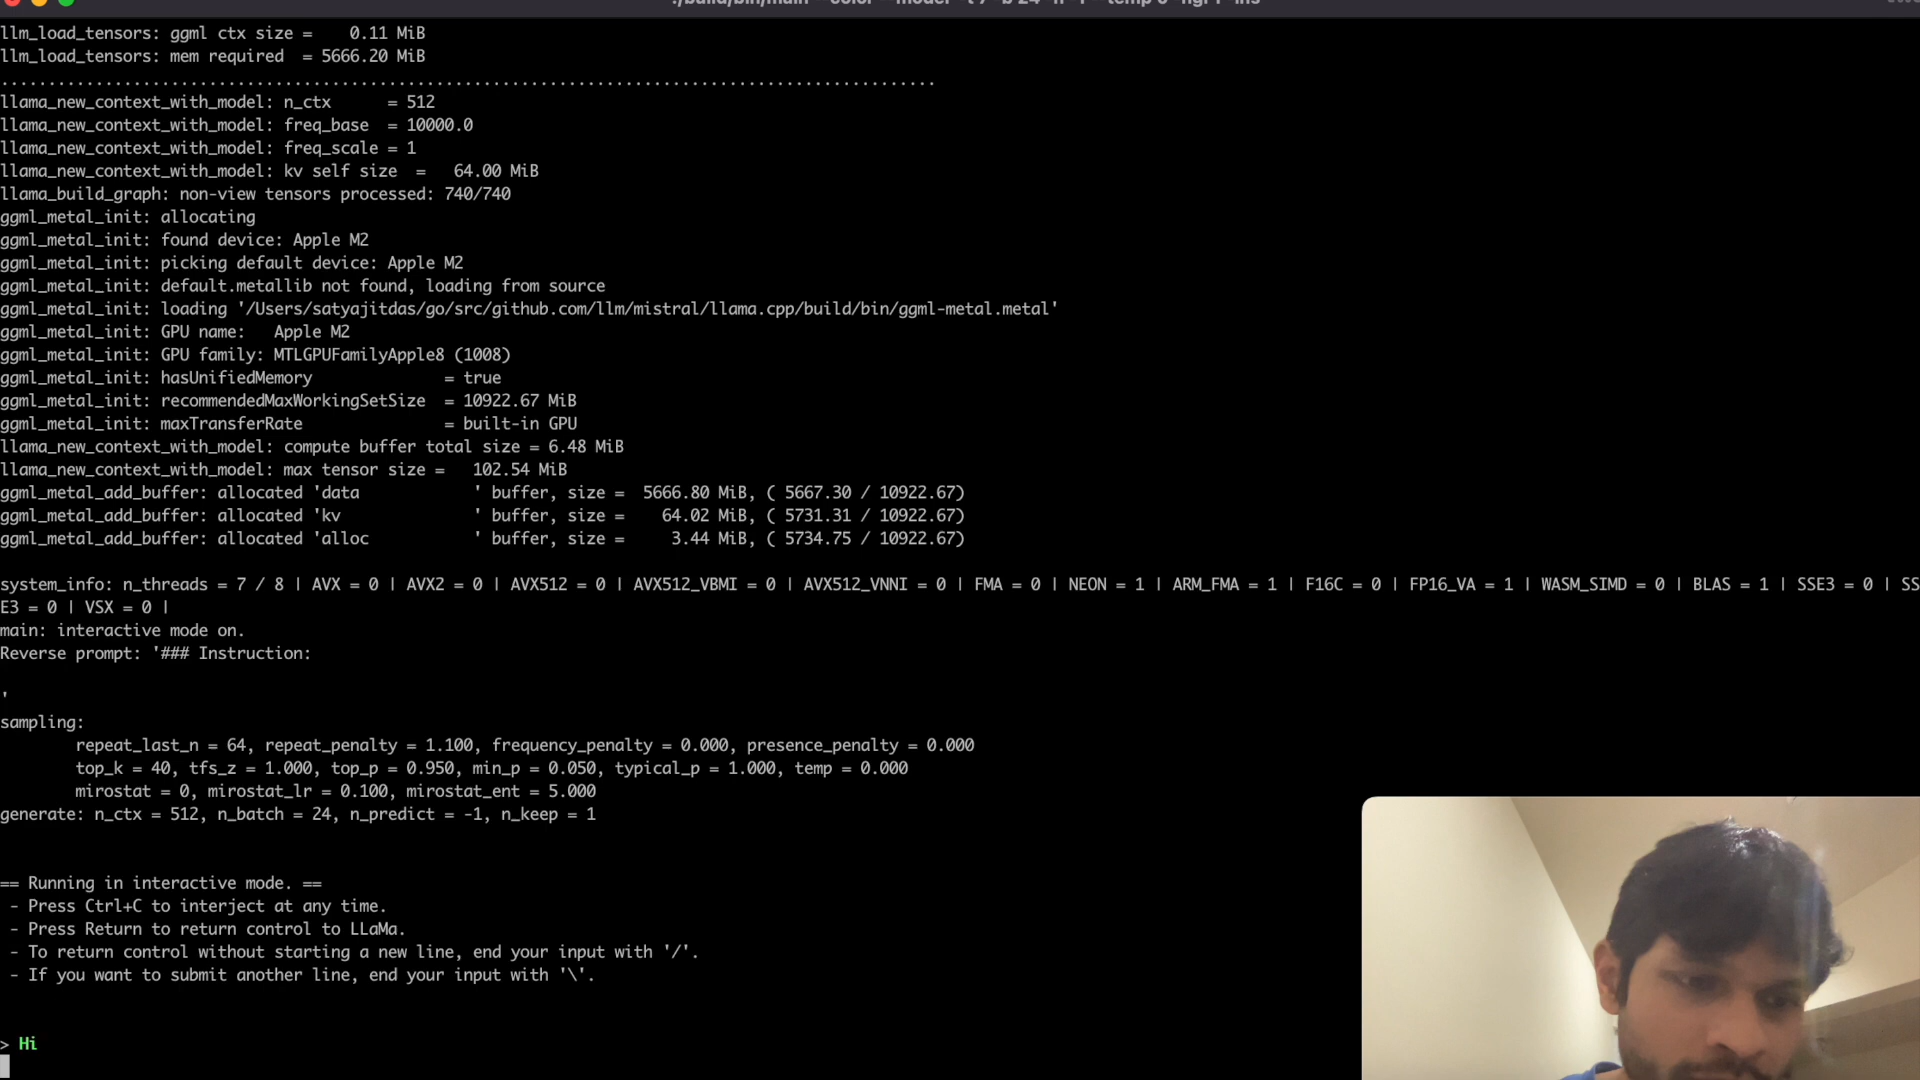 llm_load_tensors: ggml ctx size =    0.11 MiB
llm_load_tensors: mem required  = 5666.20 MiB
...................................................................................................
llama_new_context_with_model: n_ctx      = 512
llama_new_context_with_model: freq_base  = 10000.0
llama_new_context_with_model: freq_scale = 1
llama_new_context_with_model: kv self size  =   64.00 MiB
llama_build_graph: non-view tensors processed: 740/740
ggml_metal_init: allocating
ggml_metal_init: found device: Apple M2
ggml_metal_init: picking default device: Apple M2
ggml_metal_init: default.metallib not found, loading from source
ggml_metal_init: loading '/Users/satyajitdas/go/src/github.com/llm/mistral/llama.cpp/build/bin/ggml-metal.metal'
ggml_metal_init: GPU name:   Apple M2
ggml_metal_init: GPU family: MTLGPUFamilyApple8 (1008)
ggml_metal_init: hasUnifiedMemory              = true
ggml_metal_init: recommendedMaxWorkingSetSize  = 10922.67 MiB
ggml_metal_init: maxTransferRate               = built-in GPU
llama_new_context_with_model: compute buffer total size = 6.48 MiB
llama_new_context_with_model: max tensor size =   102.54 MiB
ggml_metal_add_buffer: allocated 'data            ' buffer, size =  5666.80 MiB, ( 5667.30 / 10922.67)
ggml_metal_add_buffer: allocated 'kv              ' buffer, size =    64.02 MiB, ( 5731.31 / 10922.67)
ggml_metal_add_buffer: allocated 'alloc           ' buffer, size =     3.44 MiB, ( 5734.75 / 10922.67)
system_info: n_threads = 7 / 8 | AVX = 0 | AVX2 = 0 | AVX512 = 0 | AVX512_VBMI = 0 | AVX512_VNNI = 0 | FMA = 0 | NEON = 1 | ARM_FMA = 1 | F16C = 0 | FP16_VA = 1 | WASM_SIMD = 0 | BLAS = 1 | SSE3 = 0 | SS
E3 = 0 | VSX = 0 |
main: interactive mode on.
Reverse prompt: '### Instruction:
'
sampling:
        repeat_last_n = 64, repeat_penalty = 1.100, frequency_penalty = 0.000, presence_penalty = 0.000
        top_k = 40, tfs_z = 1.000, top_p = 0.950, min_p = 0.050, typical_p = 1.000, temp = 0.000
        mirostat = 0, mirostat_lr = 0.100, mirostat_ent = 5.000
generate: n_ctx = 512, n_batch = 24, n_predict = -1, n_keep = 1
== Running in interactive mode. ==
 - Press Ctrl+C to interject at any time.
 - Press Return to return control to LLaMa.
 - To return control without starting a new line, end your input with '/'.
 - If you want to submit another line, end your input with '\'.
> Hi